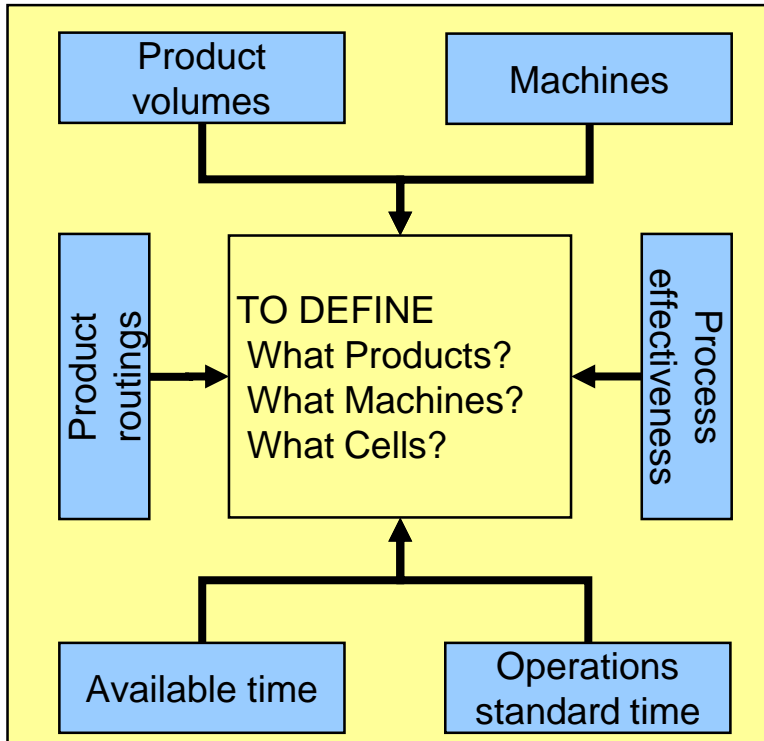 Product
volumes
Machines
Product
routings
TO DEFINE
What Products?
What Machines?
What Cells?
Process
effectiveness
Available time
Operations
standard time